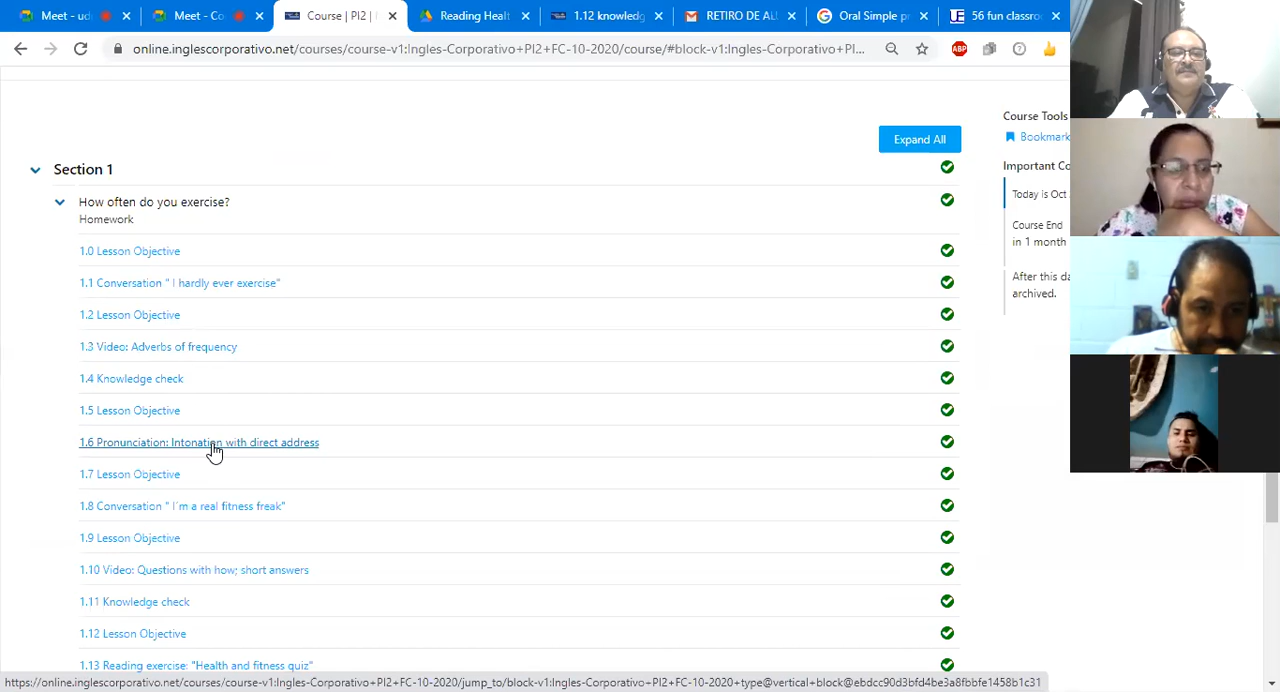 Meet - ud
Meet - Co
Course | PI2 |
Reading Healt
1.12 knowledg
RETIRO DE ALU
Oral Simple p
56 fun classro
online.inglescorporativo.net/courses/course-v1:Ingles-Corporativo+PI2+FC-10-2020/course/#block-v1:Ingles-Corporativo+PI...
ABP
Expand All
Course Tools
Bookmark
Important Co
Today is Oct
Course End
in 1 month
After this da
archived.
Section 1
How often do you exercise?
Homework
1.0 Lesson Objective
1.1 Conversation " I hardly ever exercise"
1.2 Lesson Objective
1.3 Video: Adverbs of frequency
1.4 Knowledge check
1.5 Lesson Objective
1.6 Pronunciation: Intonation with direct address
1.7 Lesson Objective
1.8 Conversation " I´m a real fitness freak"
1.9 Lesson Objective
1.10 Video: Questions with how; short answers
1.11 Knowledge check
1.12 Lesson Objective
1.13 Reading exercise: "Health and fitness quiz"
https://online.inglescorporativo.net/courses/course-v1:Ingles-Corporativo+PI2+FC-10-2020/jump_to/block-v1:Ingles-Corporativo+PI2+FC-10-2020+type@vertical+block@ebdcc90d3bfd4be3a8fbbfe1458b1c31